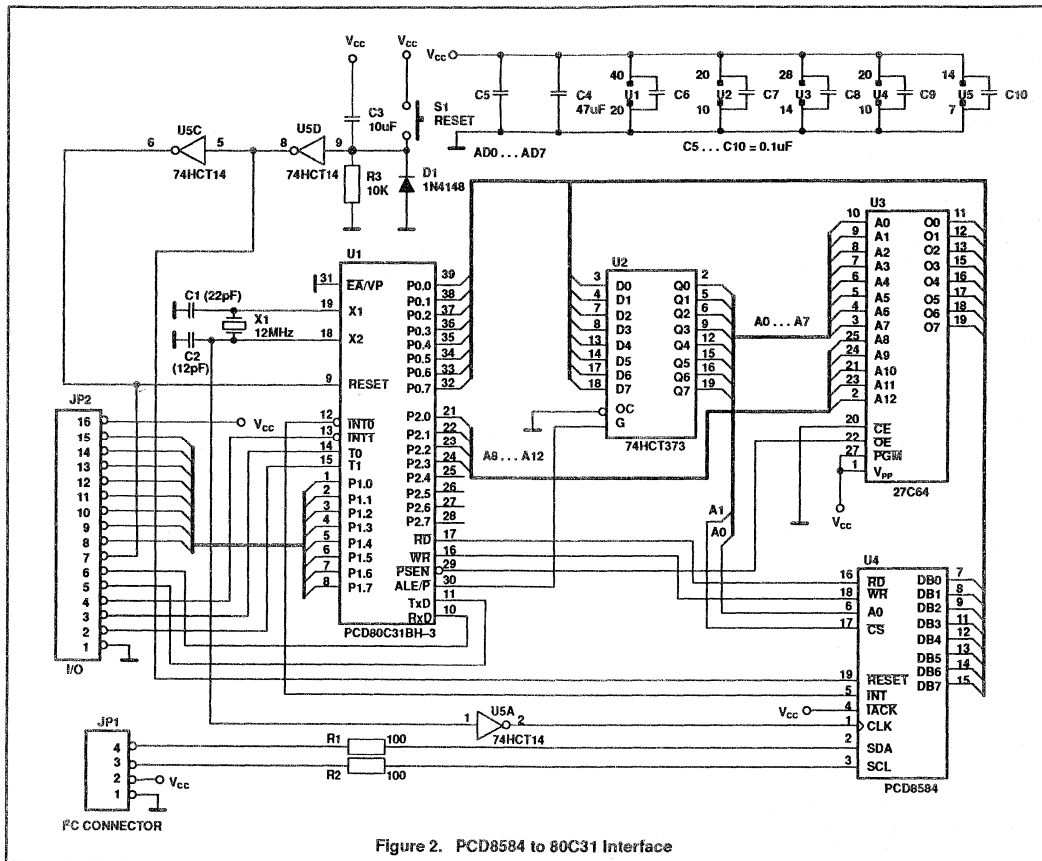 Vcc Vcc Vcc
C3
10uF
S1
RESET
C5
C4
47uF
40 U1 20 C6
20 U2 10 C7
28 U3 14 C8
20 U4 10 C9
14 U5 7 C10
C5 ... C10 = 0.1uF
U5C
6 5
74HCT14
U5D
8 9
74HCT14
R3
10K
D1
1N4148
AD0 ... AD7
U1
31 EA/VP
19 X1
18 X2
9 RESET
12 INT0
13 INT1
14 T0
15 T1
1 P1.0
2 P1.1
3 P1.2
4 P1.3
5 P1.4
6 P1.5
7 P1.6
8 P1.7
P0.0 39
P0.1 38
P0.2 37
P0.3 36
P0.4 35
P0.5 34
P0.6 33
P0.7 32
P2.0 21
P2.1 22
P2.2 23
P2.3 24
P2.4 25
P2.5 26
P2.6 27
P2.7 28
RD 17
WR 16
PSEN 29
ALE/P 30
TxD 11
RxD 10
PCD80C31BH–3
C1 (22pF)
X1
12MHz
C2
(12pF)
U2
3 D0 Q0 2
4 D1 Q1 5
7 D2 Q2 6
8 D3 Q3 9
13 D4 Q4 12
14 D5 Q5 15
17 D6 Q6 16
18 D7 Q7 19
OC
G
74HCT373
A0 ... A7
A8 ... A12
A1
A0
U3
10 A0 O0 11
9 A1 O1 12
8 A2 O2 13
7 A3 O3 15
6 A4 O4 16
5 A5 O5 17
4 A6 O6 18
3 A7 O7 19
25 A8
24 A9
21 A10
23 A11
2 A12
20 CE
22 OE
27 PGM
1 Vpp
27C64
Vcc
JP2
16 Vcc
15
14
13
12
11
10
9
8
7
6
5
4
3
2
1
I/O
U4
16 RD
18 WR
6 A0
17 CS
19 RESET
5 INT
Vcc 4 IACK
1 CLK
2 SDA
3 SCL
DB0 7
DB1 8
DB2 9
DB3 11
DB4 12
DB5 13
DB6 14
DB7 15
PCD8584
U5A
1 2
74HCT14
JP1
4
3
2 Vcc
1
I²C CONNECTOR
R1 100
R2 100
Figure 2. PCD8584 to 80C31 Interface